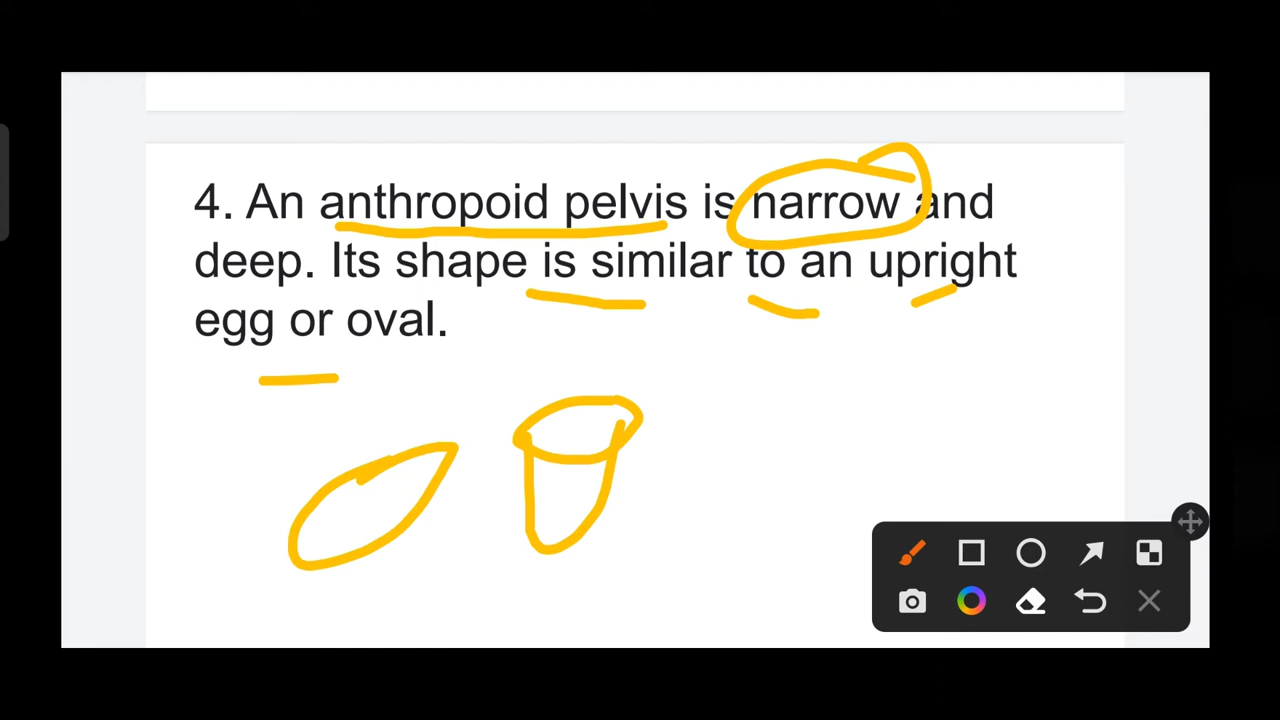 4. An anthropoid pelvis is narrow and
deep. Its shape is similar to an upright
egg or oval.